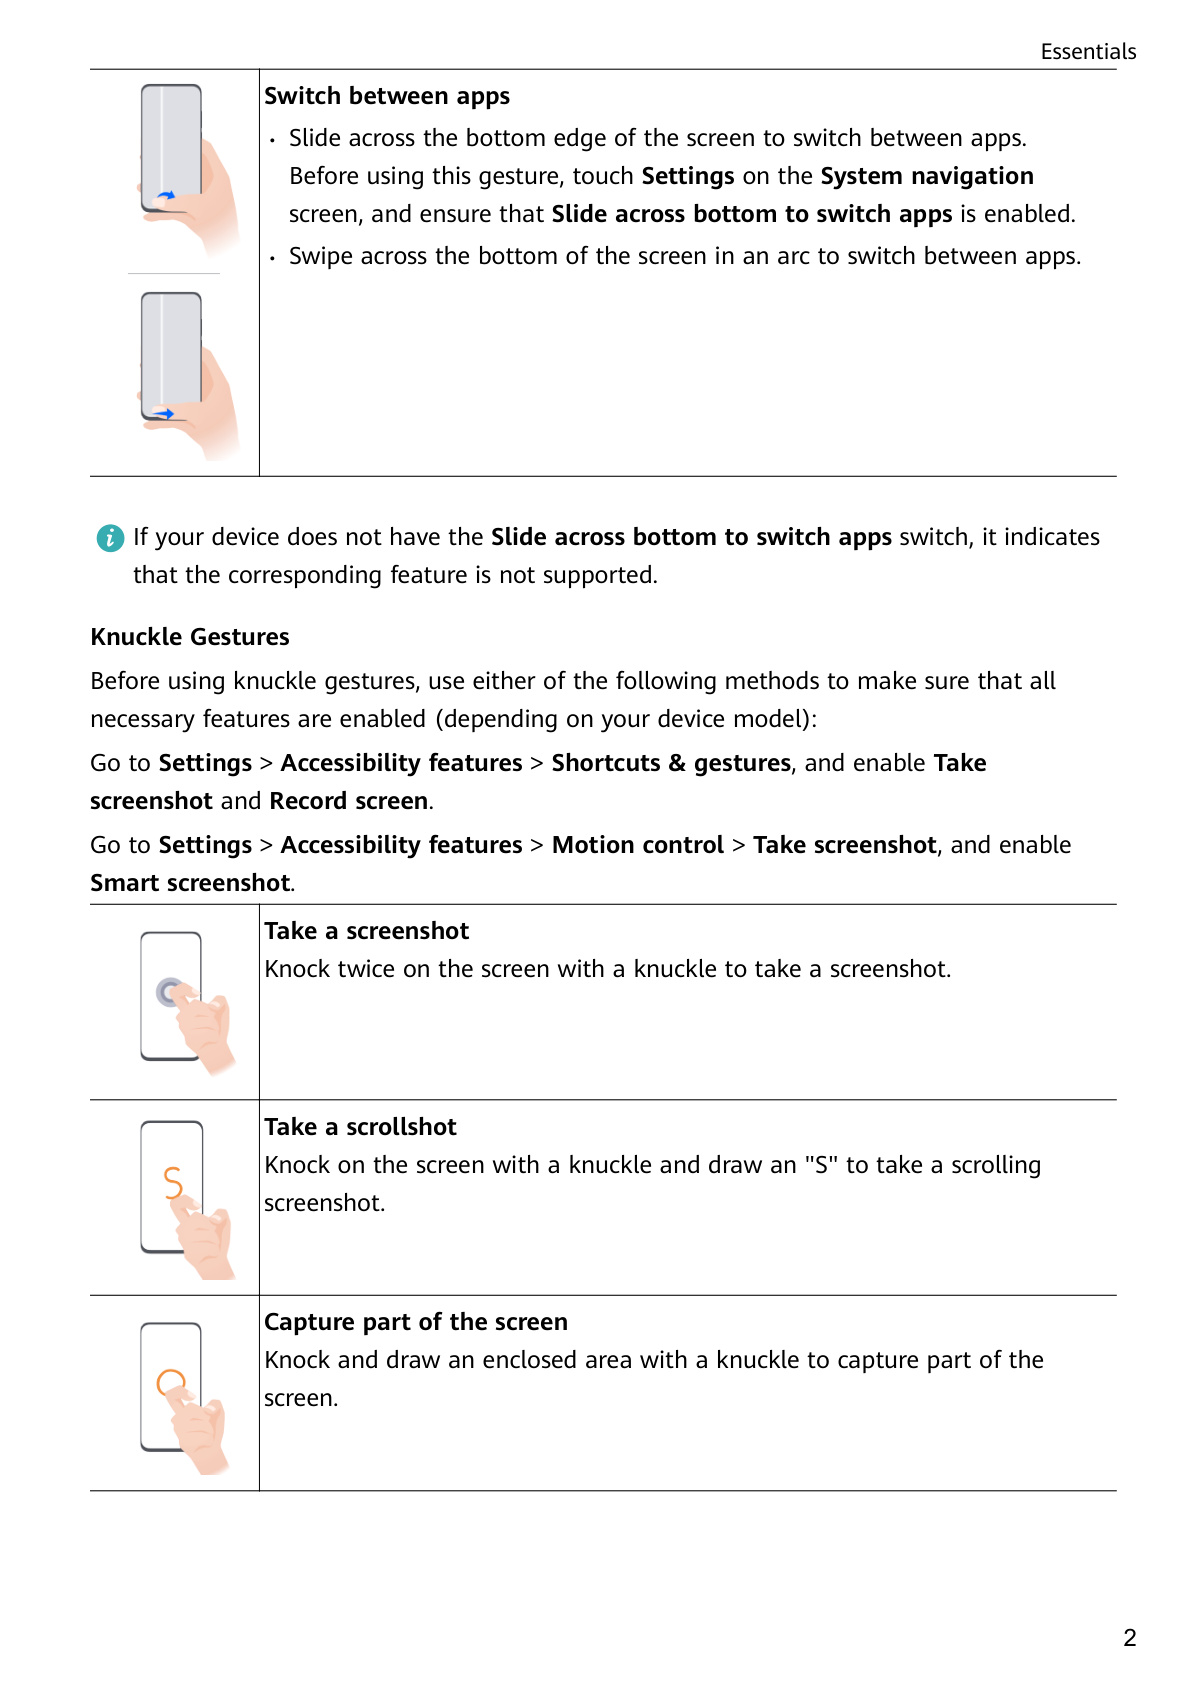 Essentials
Switch between apps
• Slide across the bottom edge of the screen to switch between apps.
Before using this gesture, touch Settings on the System navigation
screen, and ensure that Slide across bottom to switch apps is enabled.
• Swipe across the bottom of the screen in an arc to switch between apps.
i If your device does not have the Slide across bottom to switch apps switch, it indicates
that the corresponding feature is not supported.
Knuckle Gestures
Before using knuckle gestures, use either of the following methods to make sure that all
necessary features are enabled (depending on your device model):
Go to Settings > Accessibility features > Shortcuts & gestures, and enable Take
screenshot and Record screen.
Go to Settings > Accessibility features > Motion control > Take screenshot, and enable
Smart screenshot.
Take a screenshot
Knock twice on the screen with a knuckle to take a screenshot.
S
Take a scrollshot
Knock on the screen with a knuckle and draw an "S" to take a scrolling
screenshot.
Capture part of the screen
Knock and draw an enclosed area with a knuckle to capture part of the
screen.
2